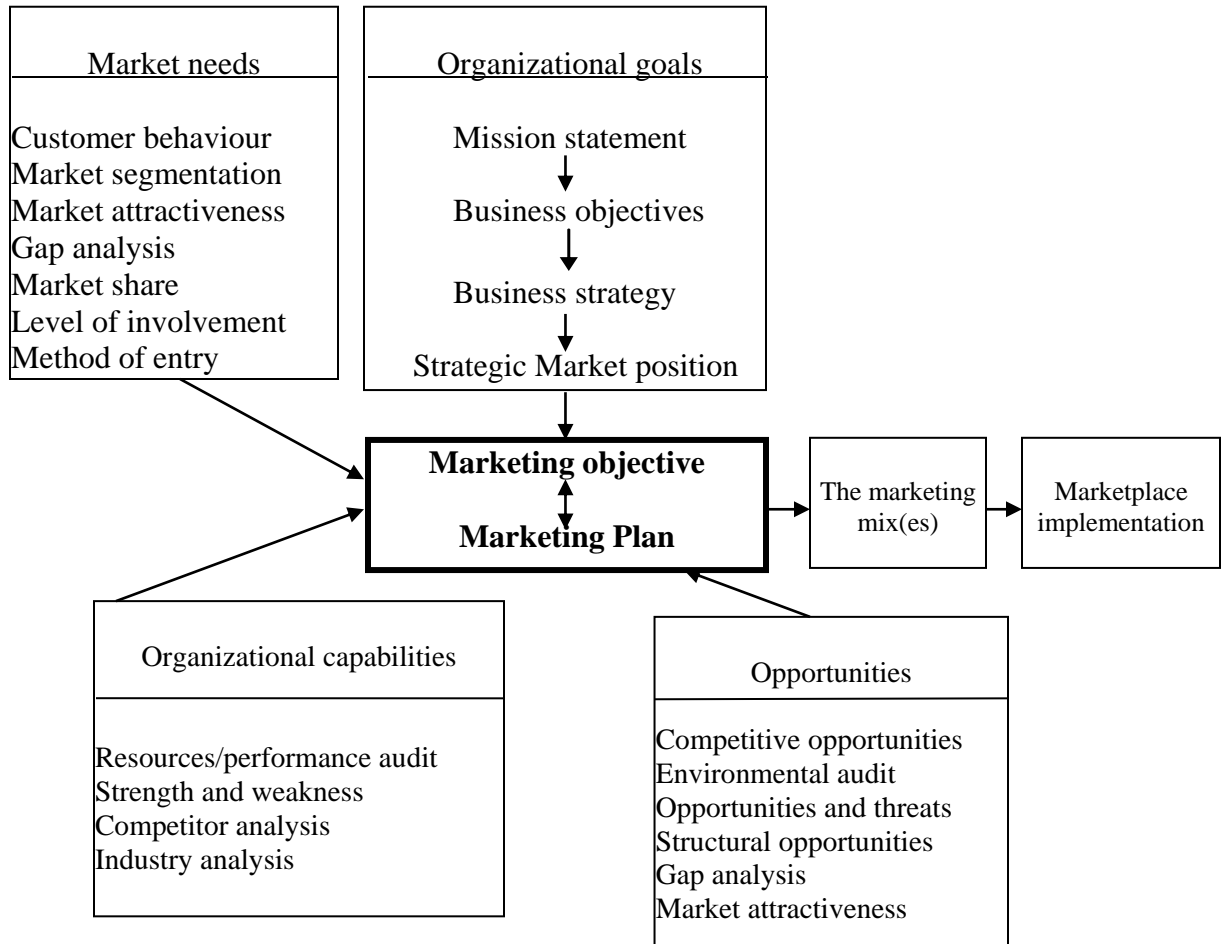 Market needs
Customer behaviour
Market segmentation
Market attractiveness
Gap analysis
Market share
Level of involvement
Method of entry
Organizational goals
Mission statement
Business objectives
Business strategy
Strategic Market position
Marketing objective
Marketing Plan
The marketing
mix(es)
Marketplace
implementation
Organizational capabilities
Resources/performance audit
Strength and weakness
Competitor analysis
Industry analysis
Opportunities
Competitive opportunities
Environmental audit
Opportunities and threats
Structural opportunities
Gap analysis
Market attractiveness